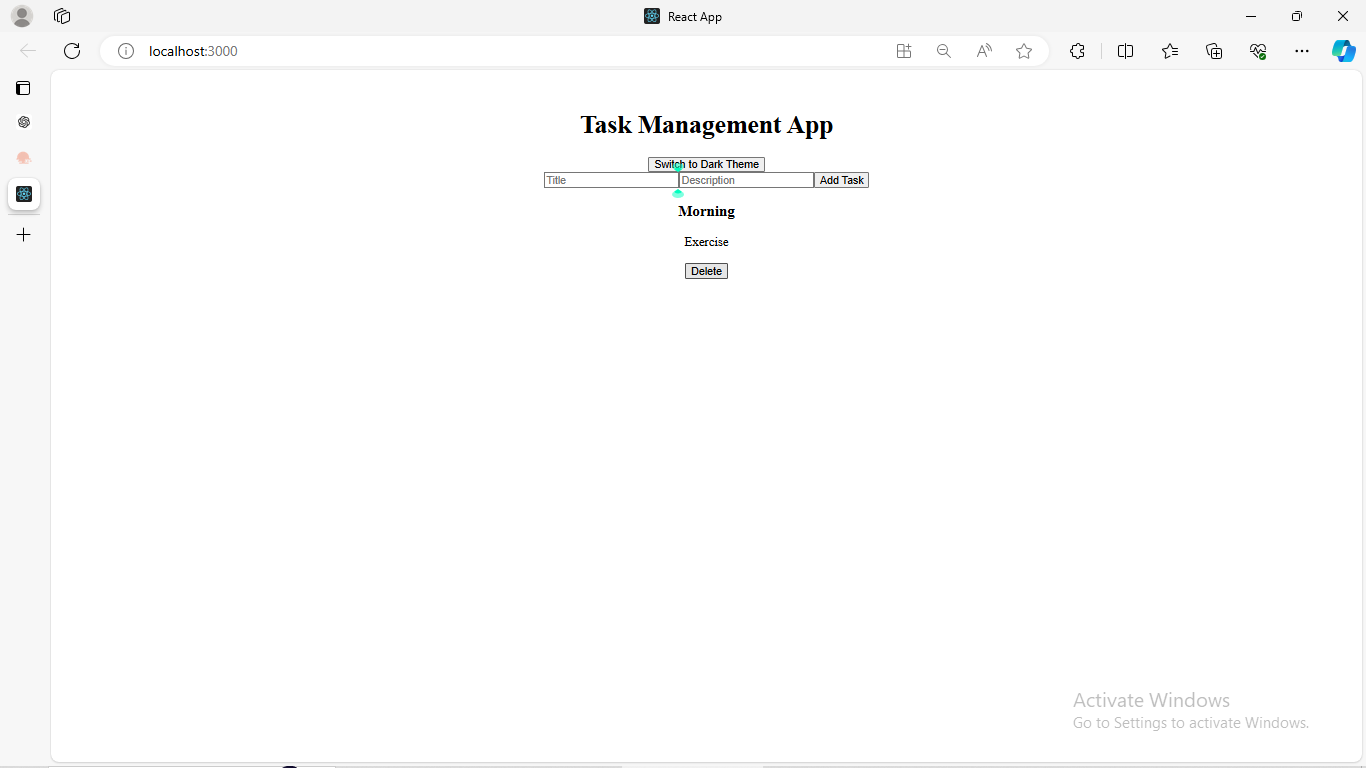 React App
localhost:3000
Task Management App
Switch to Dark Theme
Title Description Add Task
Morning
Exercise
Delete
Activate Windows
Go to Settings to activate Windows.